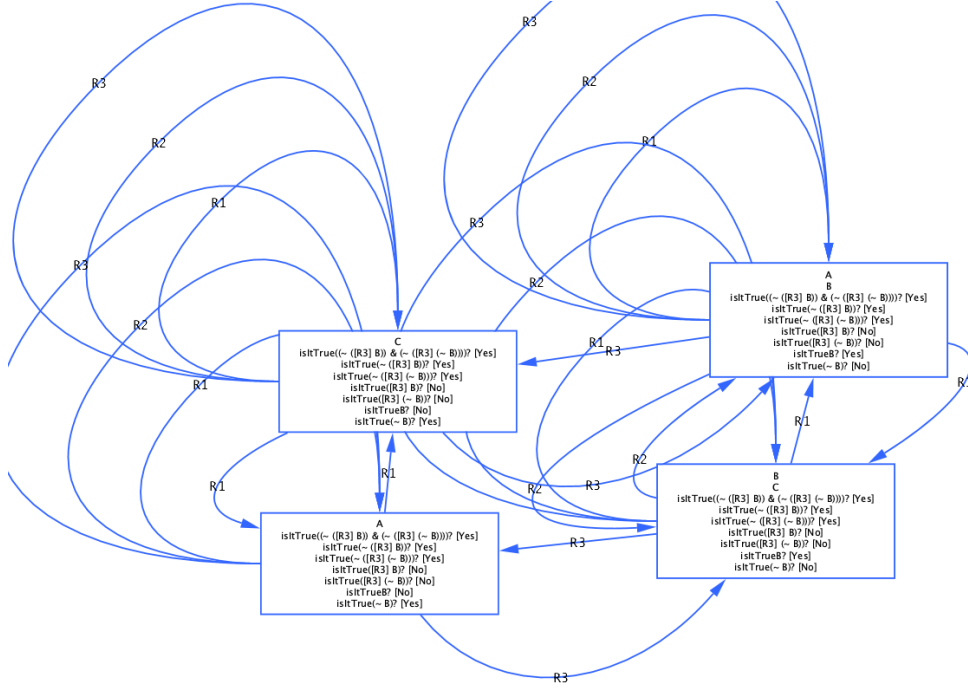 R3
R2
R3
R2
R1
R1
R3
R3
R2
R2
R1
R1
R3
R1
R1
R1
R1
R2
R2
R3
R3
R3
A
B
isItTrue((~ ([R3] B)) & (~ ([R3] (~ B))))? [Yes]
isItTrue(~ ([R3] B))? [Yes]
isItTrue(~ ([R3] (~ B)))? [Yes]
isItTrue([R3] B)? [No]
isItTrue([R3] (~ B))? [No]
isItTrueB? [Yes]
isItTrue(~ B)? [No]
C
isItTrue((~ ([R3] B)) & (~ ([R3] (~ B))))? [Yes]
isItTrue(~ ([R3] B))? [Yes]
isItTrue(~ ([R3] (~ B)))? [Yes]
isItTrue([R3] B)? [No]
isItTrue([R3] (~ B))? [No]
isItTrueB? [No]
isItTrue(~ B)? [Yes]
B
C
isItTrue((~ ([R3] B)) & (~ ([R3] (~ B))))? [Yes]
isItTrue(~ ([R3] B))? [Yes]
isItTrue(~ ([R3] (~ B)))? [Yes]
isItTrue([R3] B)? [No]
isItTrue([R3] (~ B))? [No]
isItTrueB? [Yes]
isItTrue(~ B)? [No]
A
isItTrue((~ ([R3] B)) & (~ ([R3] (~ B))))? [Yes]
isItTrue(~ ([R3] B))? [Yes]
isItTrue(~ ([R3] (~ B)))? [Yes]
isItTrue([R3] B)? [No]
isItTrue([R3] (~ B))? [No]
isItTrueB? [No]
isItTrue(~ B)? [Yes]